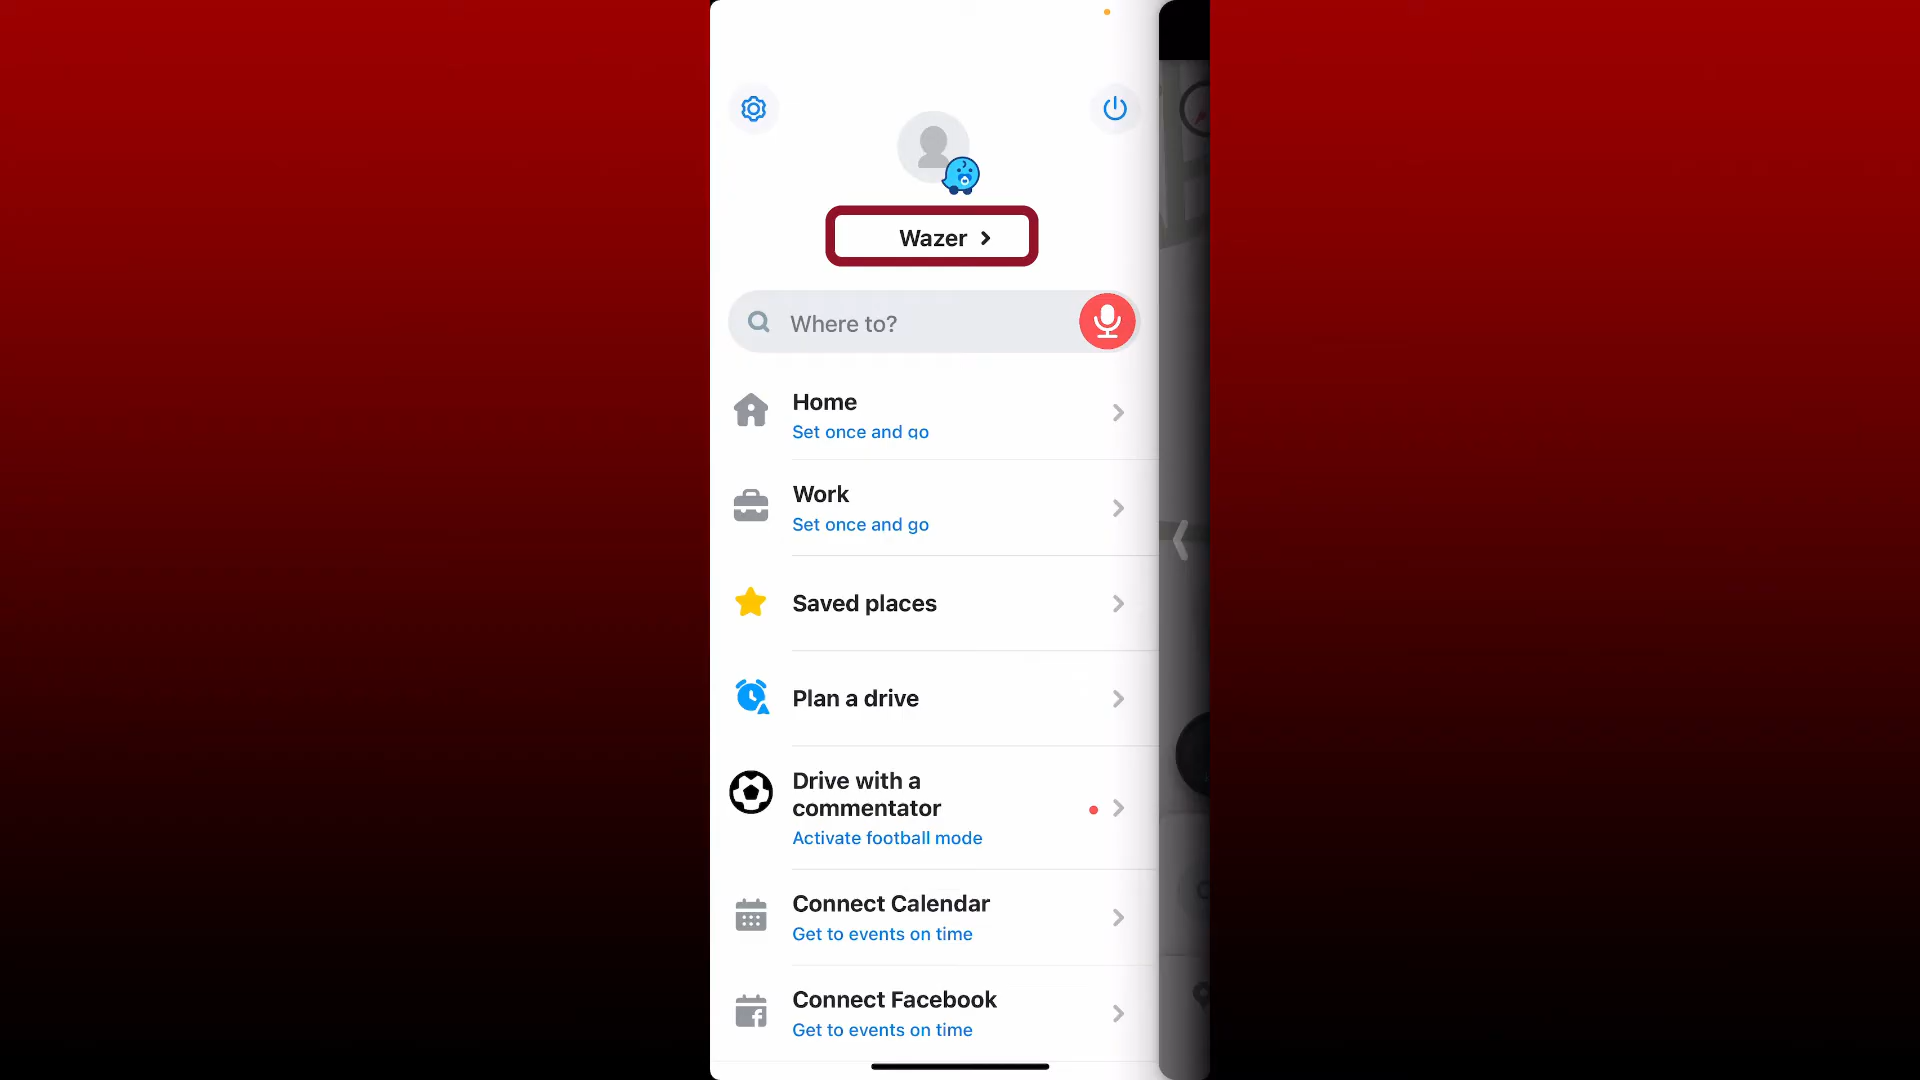 Wazer
Where to?
Home
Set once and go
Work
Set once and go
Saved places
Plan a drive
Drive with a
commentator
Activate football mode
Connect Calendar
Get to events on time
Connect Facebook
Get to events on time